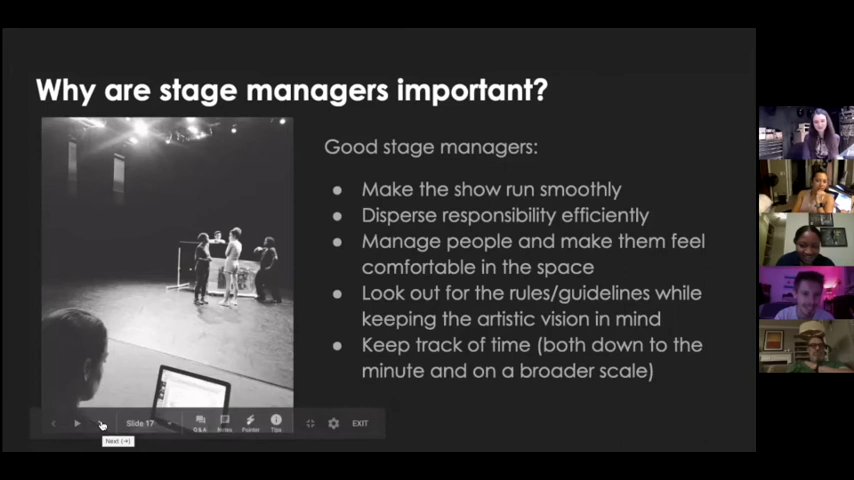 Why are stage managers important?
Good stage managers:
● Make the show run smoothly
● Disperse responsibility efficiently
● Manage people and make them feel
comfortable in the space
● Look out for the rules/guidelines while
keeping the artistic vision in mind
● Keep track of time (both down to the
minute and on a broader scale)
Slide 17
Q&A Notes Pointer Tips
EXIT
Next (→)